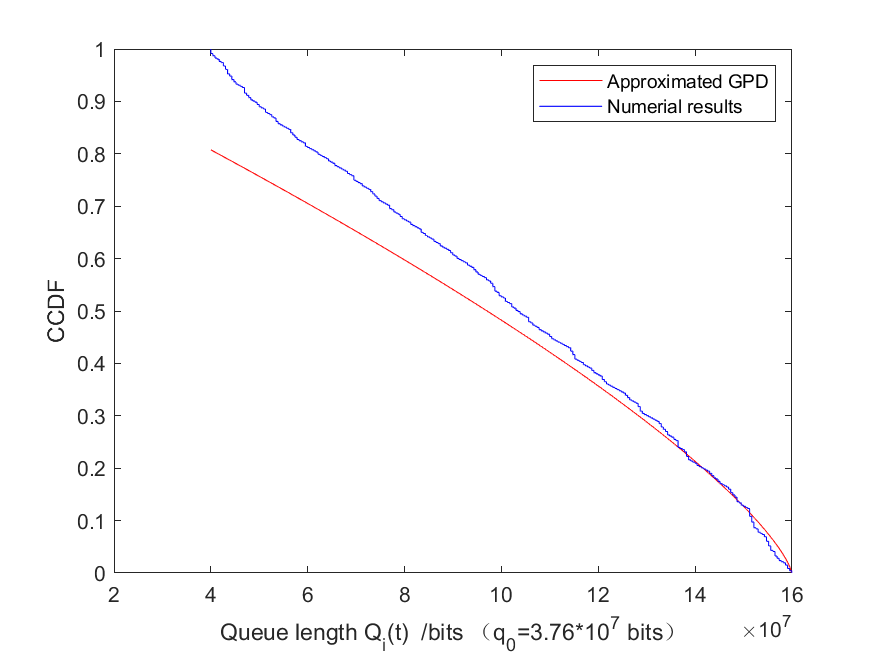 1
0.9
0.8
0.7
0.6
0.5
0.4
0.3
0.2
0.1
0
CCDF
Approximated GPD
Numerial results
2 4 6 8 10 12 14 16
×10^7
Queue length Q_i(t) /bits （q_0=3.76*10^7 bits）